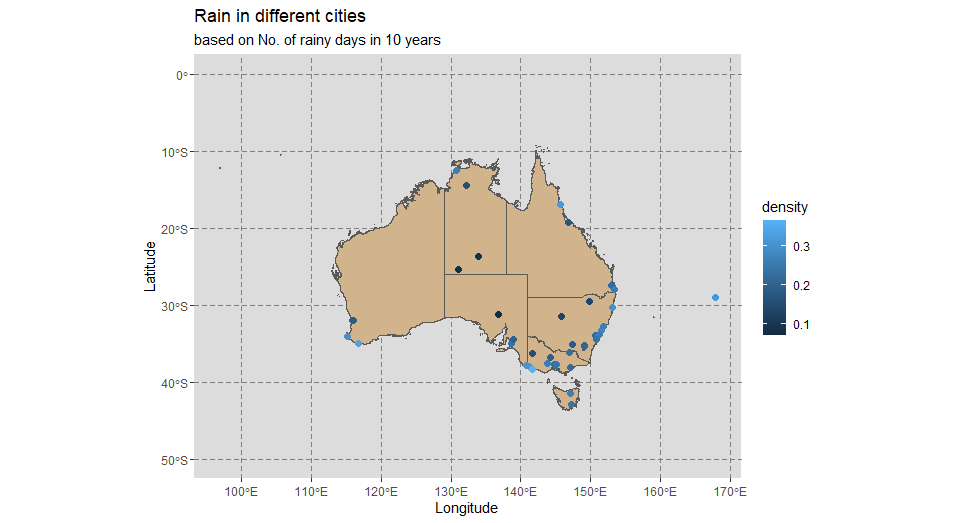 Rain in different cities
based on No. of rainy days in 10 years
0°
10°S
20°S
30°S
40°S
50°S
Latitude
100°E
110°E
120°E
130°E
140°E
150°E
160°E
170°E
Longitude
density
0.3
0.2
0.1